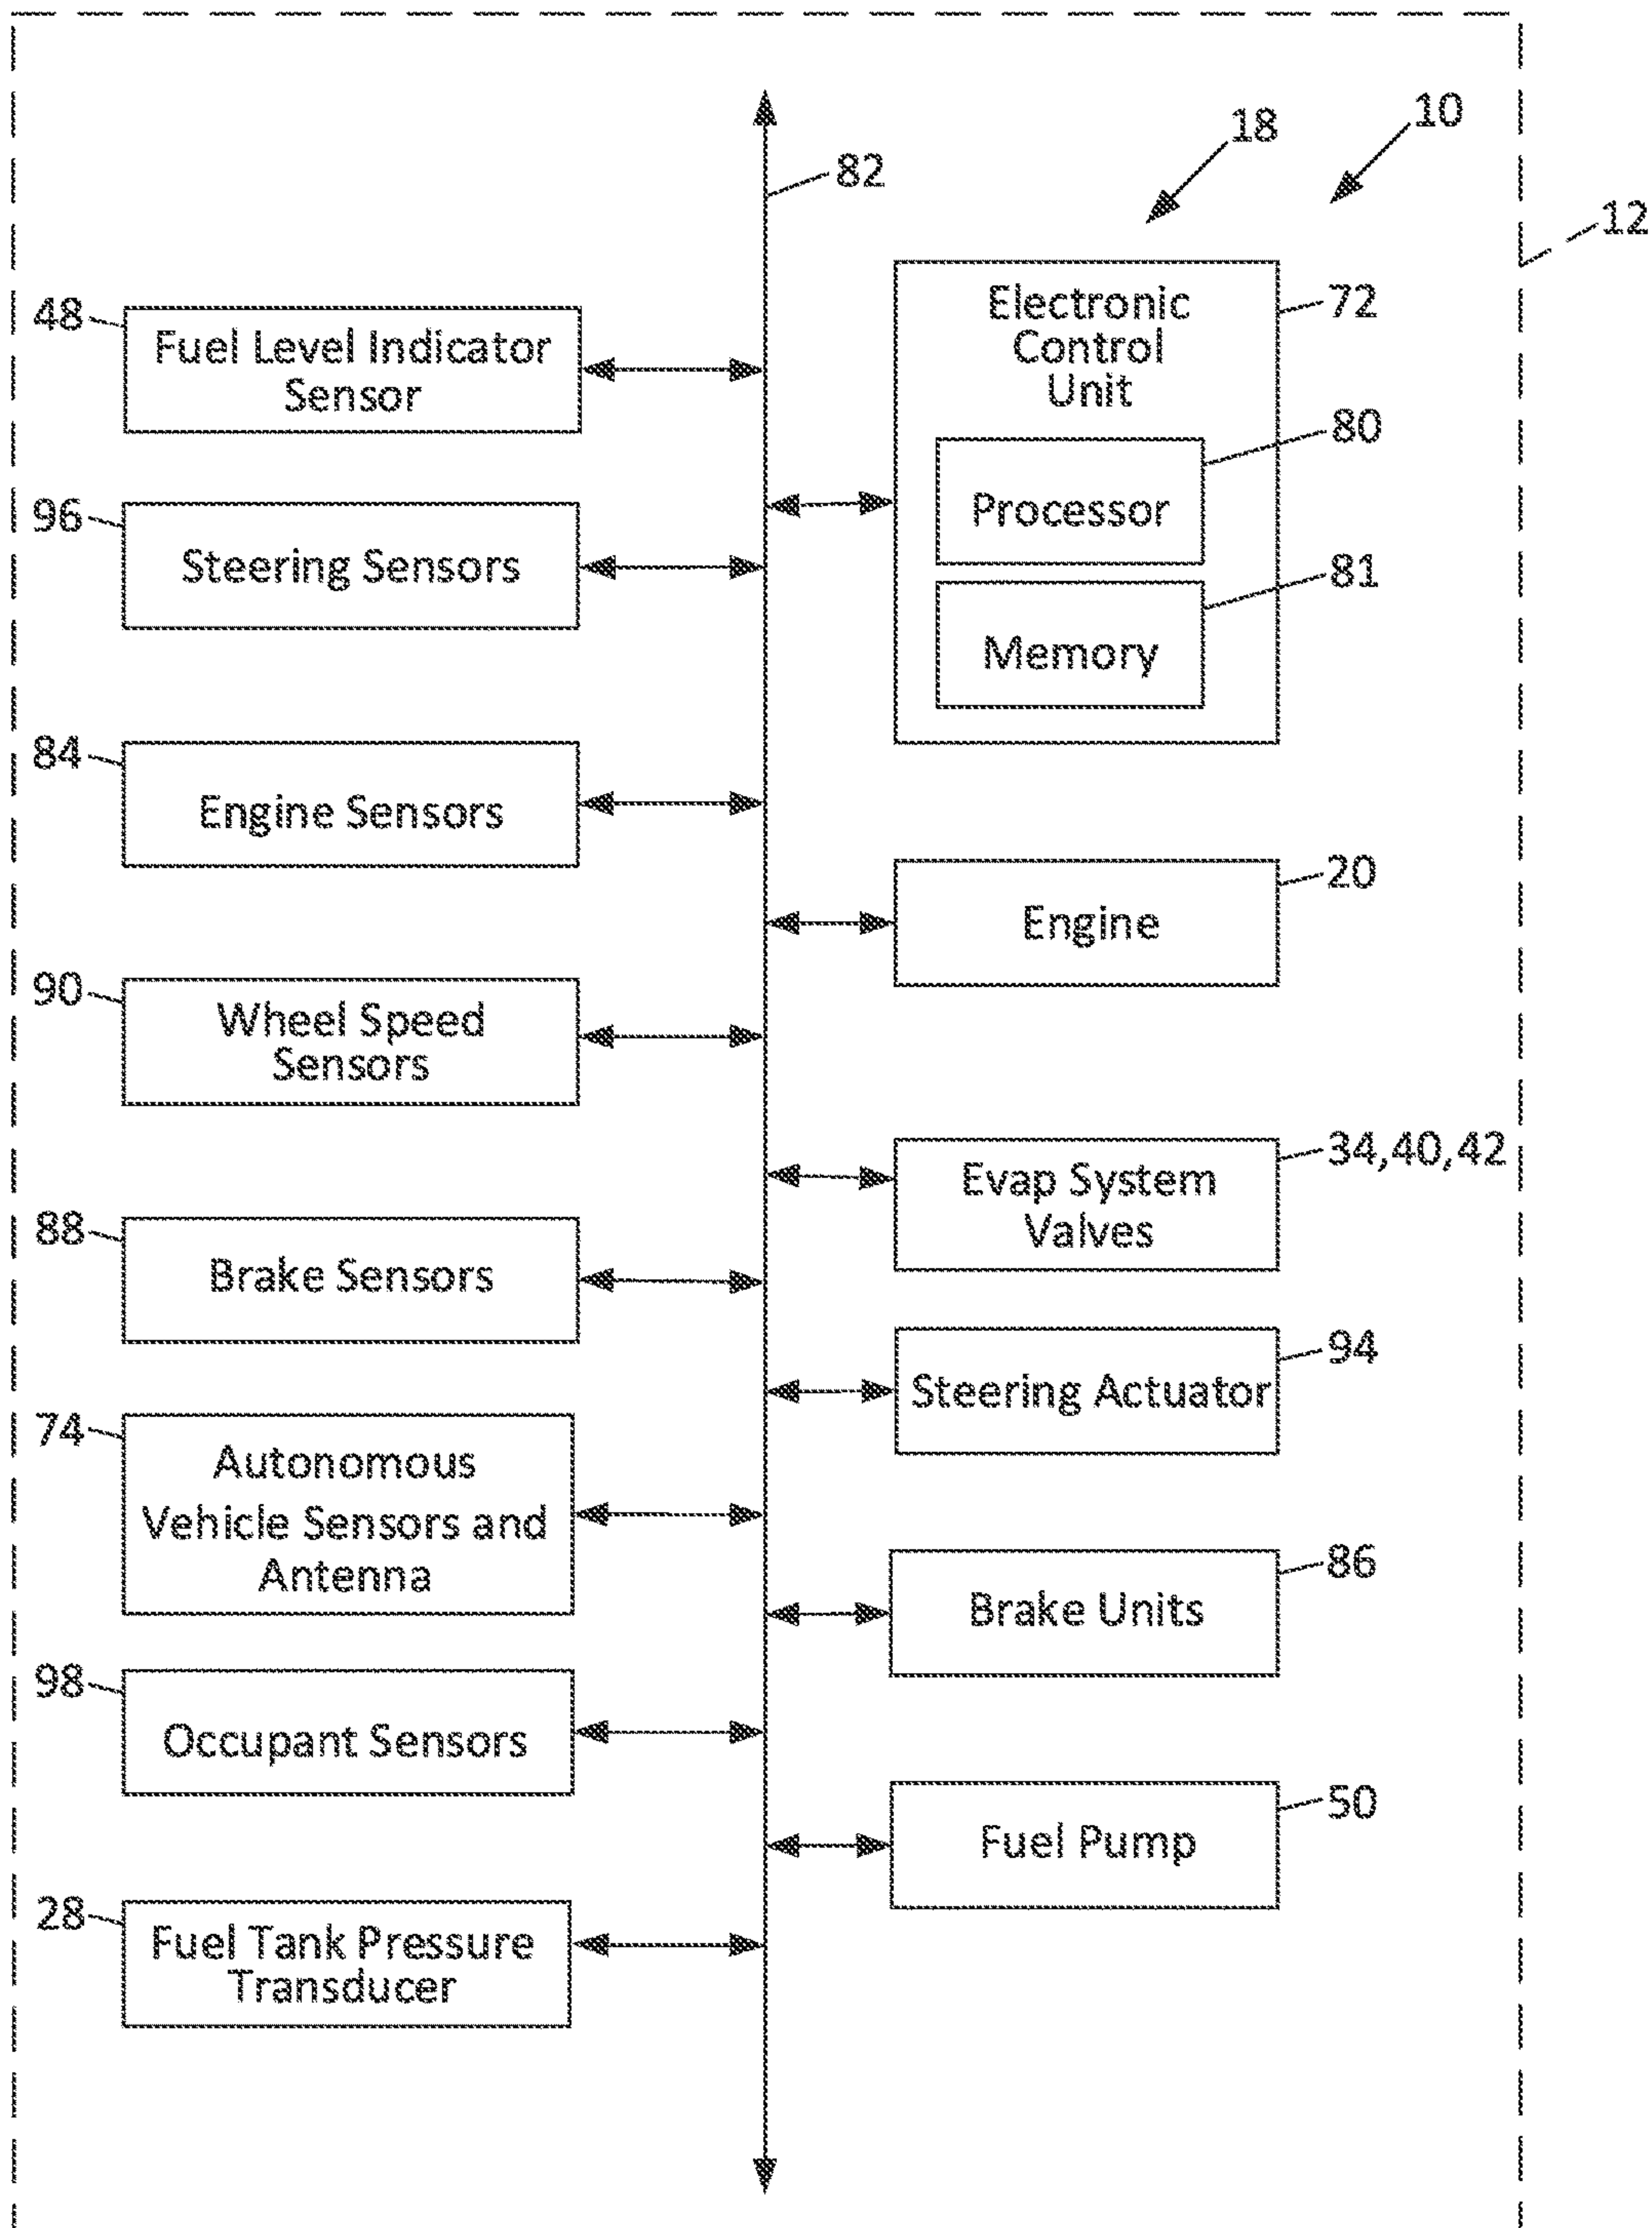 10
18
82
12
48
Fuel Level Indicator
Sensor
96
Steering Sensors
84
Engine Sensors
90
Wheel Speed
Sensors
88
Brake Sensors
74
Autonomous
Vehicle Sensors and
Antenna
98
Occupant Sensors
28
Fuel Tank Pressure
Transducer
72
Electronic
Control
Unit
80
Processor
81
Memory
20
Engine
34,40,42
Evap System
Valves
94
Steering Actuator
86
Brake Units
50
Fuel Pump